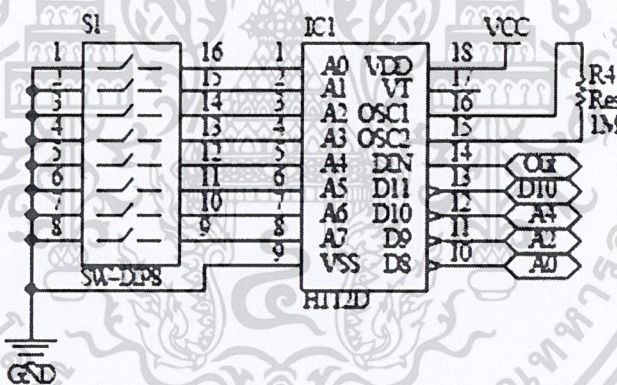 S1 IC1 VCC
1 16 1 A0 VDD 18
2 15 2 A1 VT 17
3 14 3 A2 OSC1 16
4 13 4 A3 OSC2 15
5 12 5 A4 DIN 14 Out
6 11 6 A5 D11 13 D10
7 10 7 A6 D10 12 A4
8 9 8 A7 D9 11 A2
9 VSS D8 10 A0
R4
Res
SW-DIP8
HT12D
GND